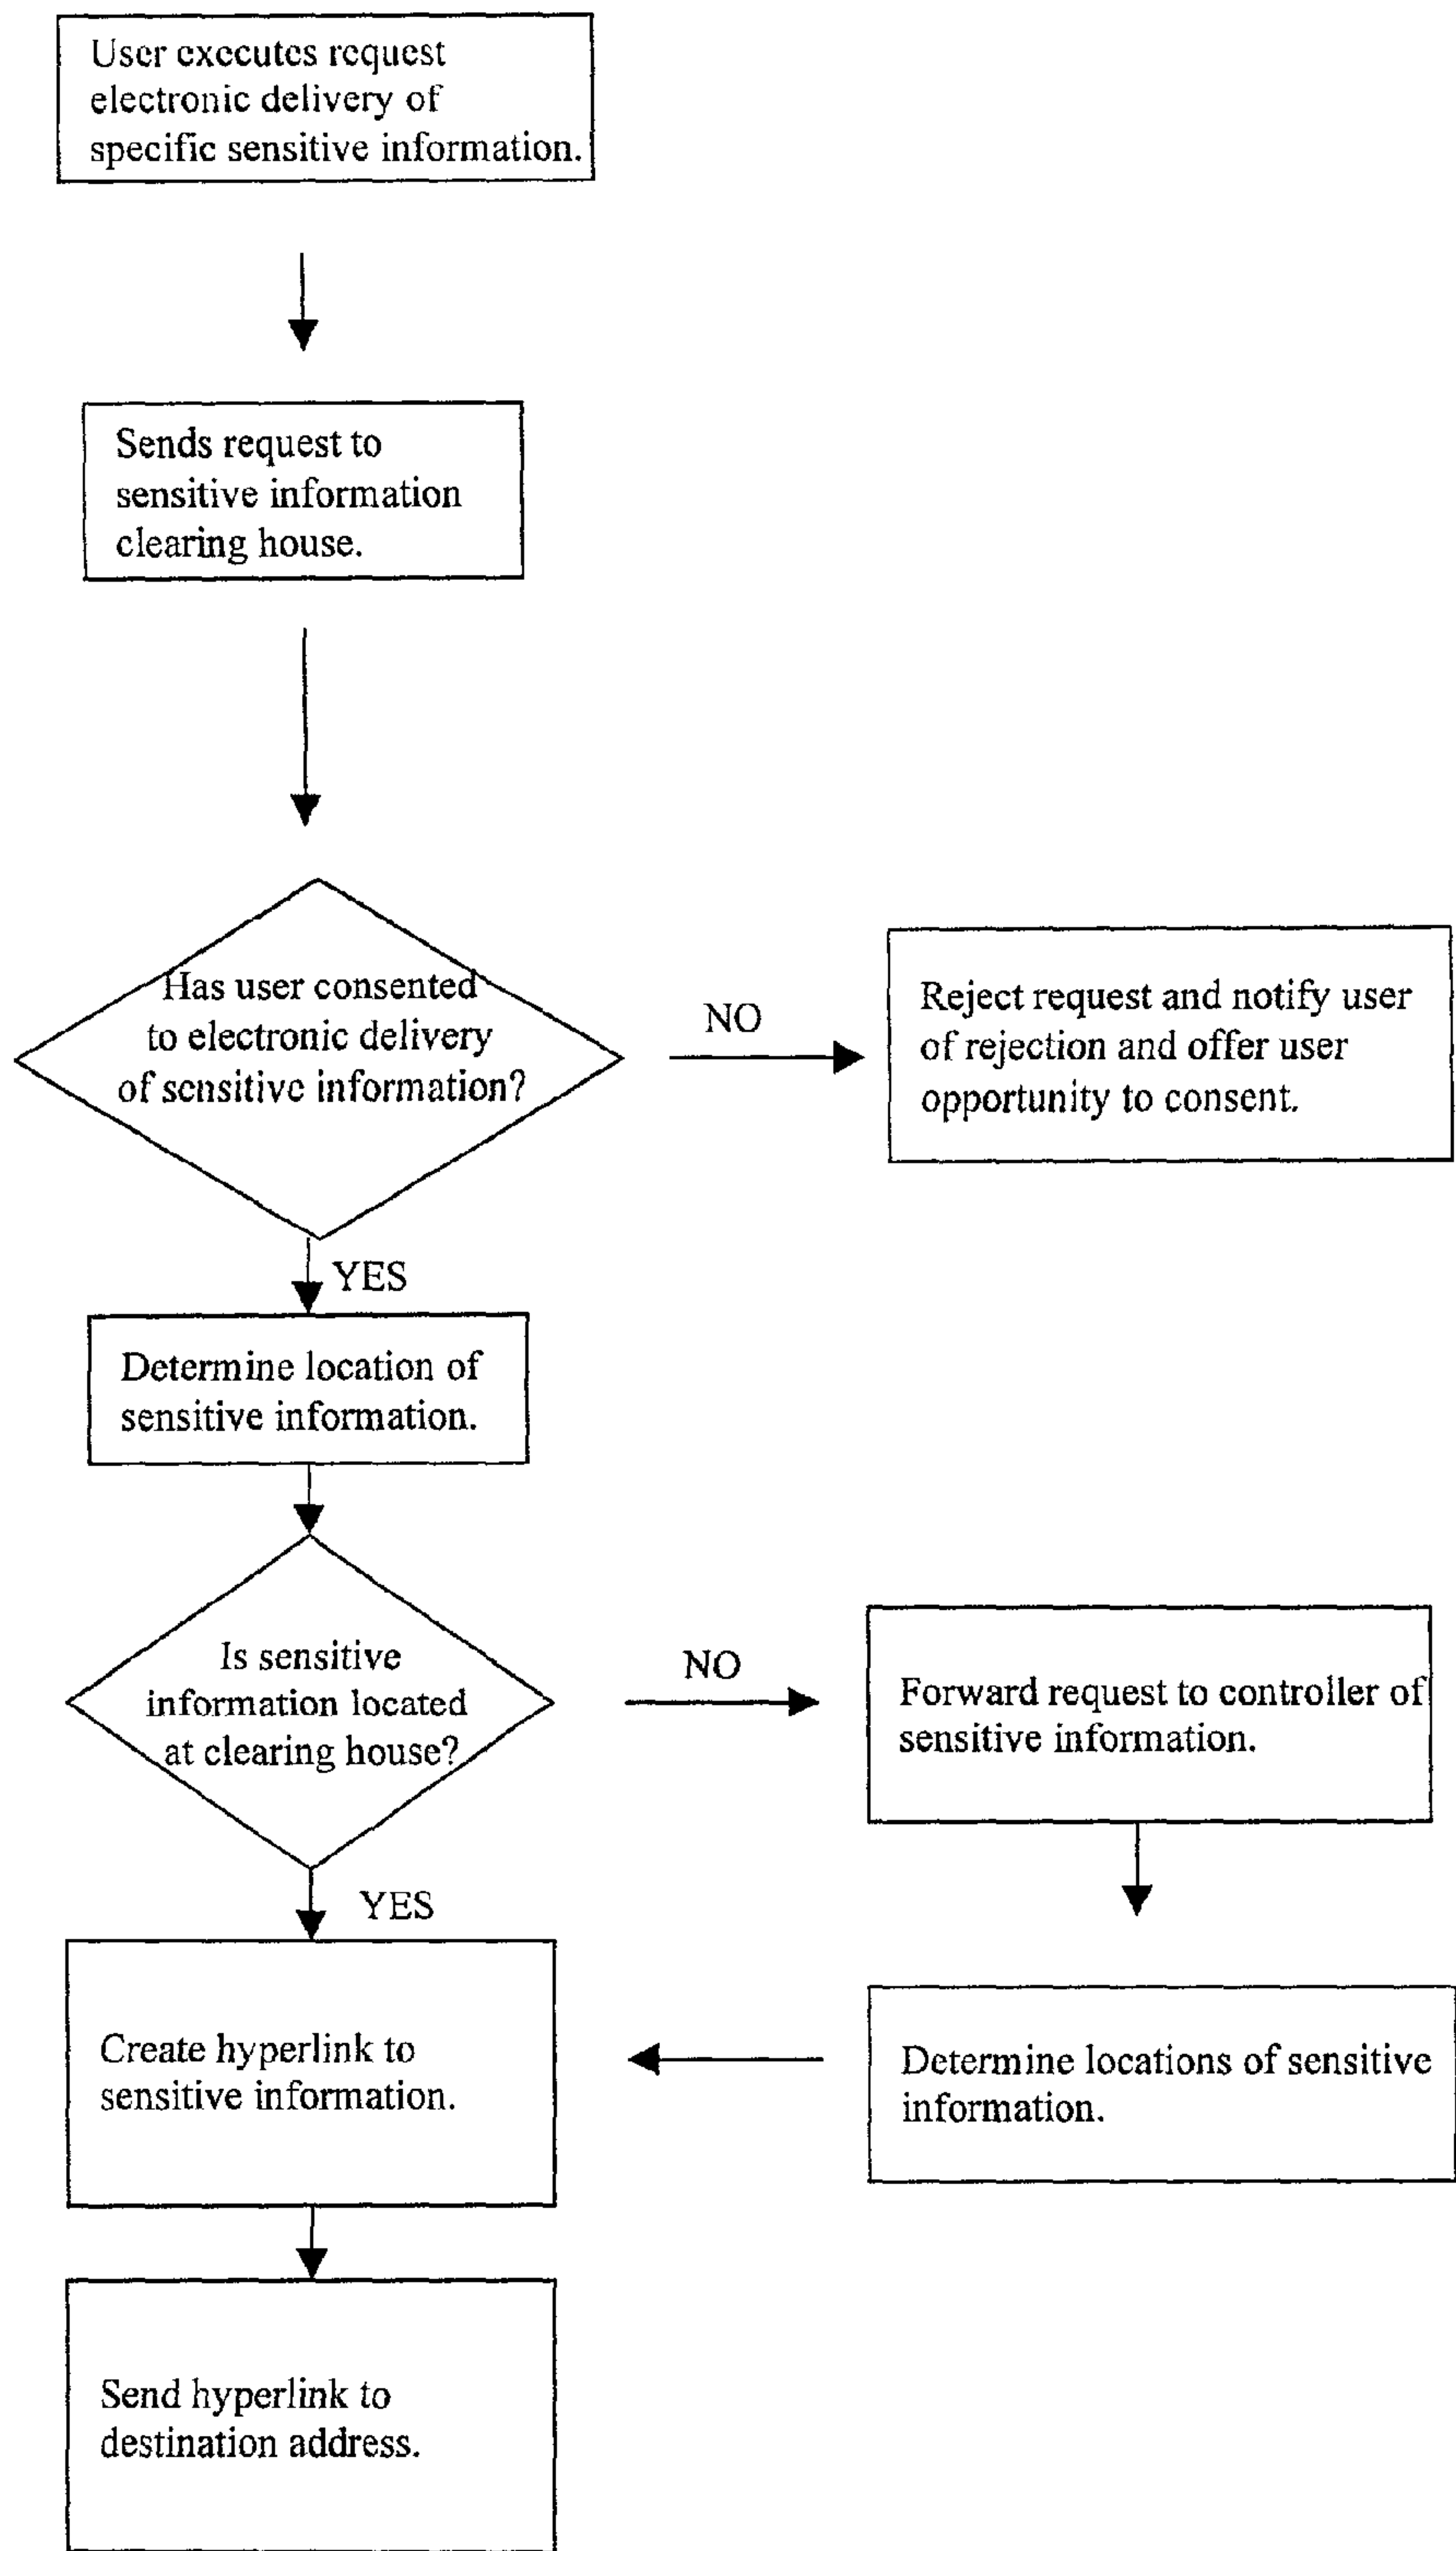 User executes request
electronic delivery of
specific sensitive information.
Sends request to
sensitive information
clearing house.
Has user consented
to electronic delivery
of sensitive information?
NO
Reject request and notify user
of rejection and offer user
opportunity to consent.
YES
Determine location of
sensitive information.
Is sensitive
information located
at clearing house?
NO
Forward request to controller of
sensitive information.
YES
Create hyperlink to
sensitive information.
Determine locations of sensitive
information.
Send hyperlink to
destination address.